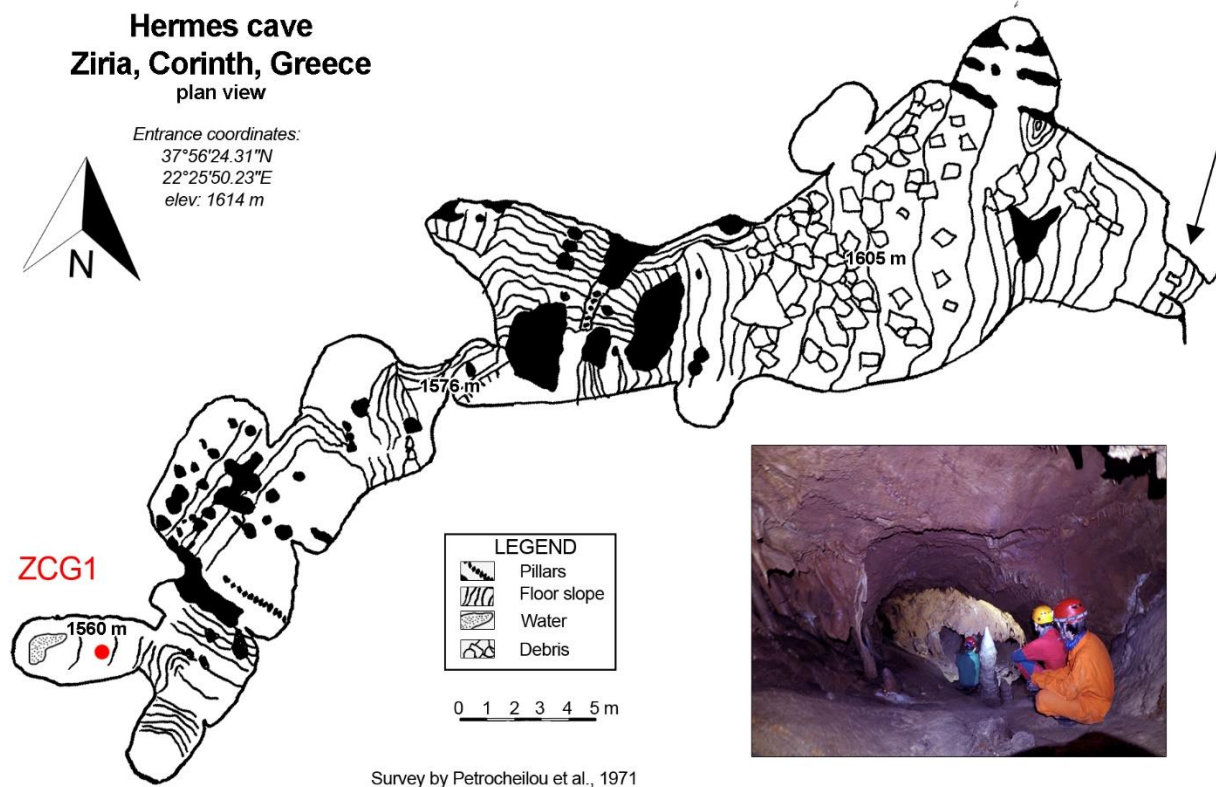 Hermes cave
Ziria, Corinth, Greece
plan view
Entrance coordinates:
37°56'24.31"N
22°25'50.23"E
elev: 1614 m
N
1605 m
1576 m
ZCG1
1560 m
LEGEND
Pillars
Floor slope
Water
Debris
0 1 2 3 4 5 m
Survey by Petrocheilou et al., 1971